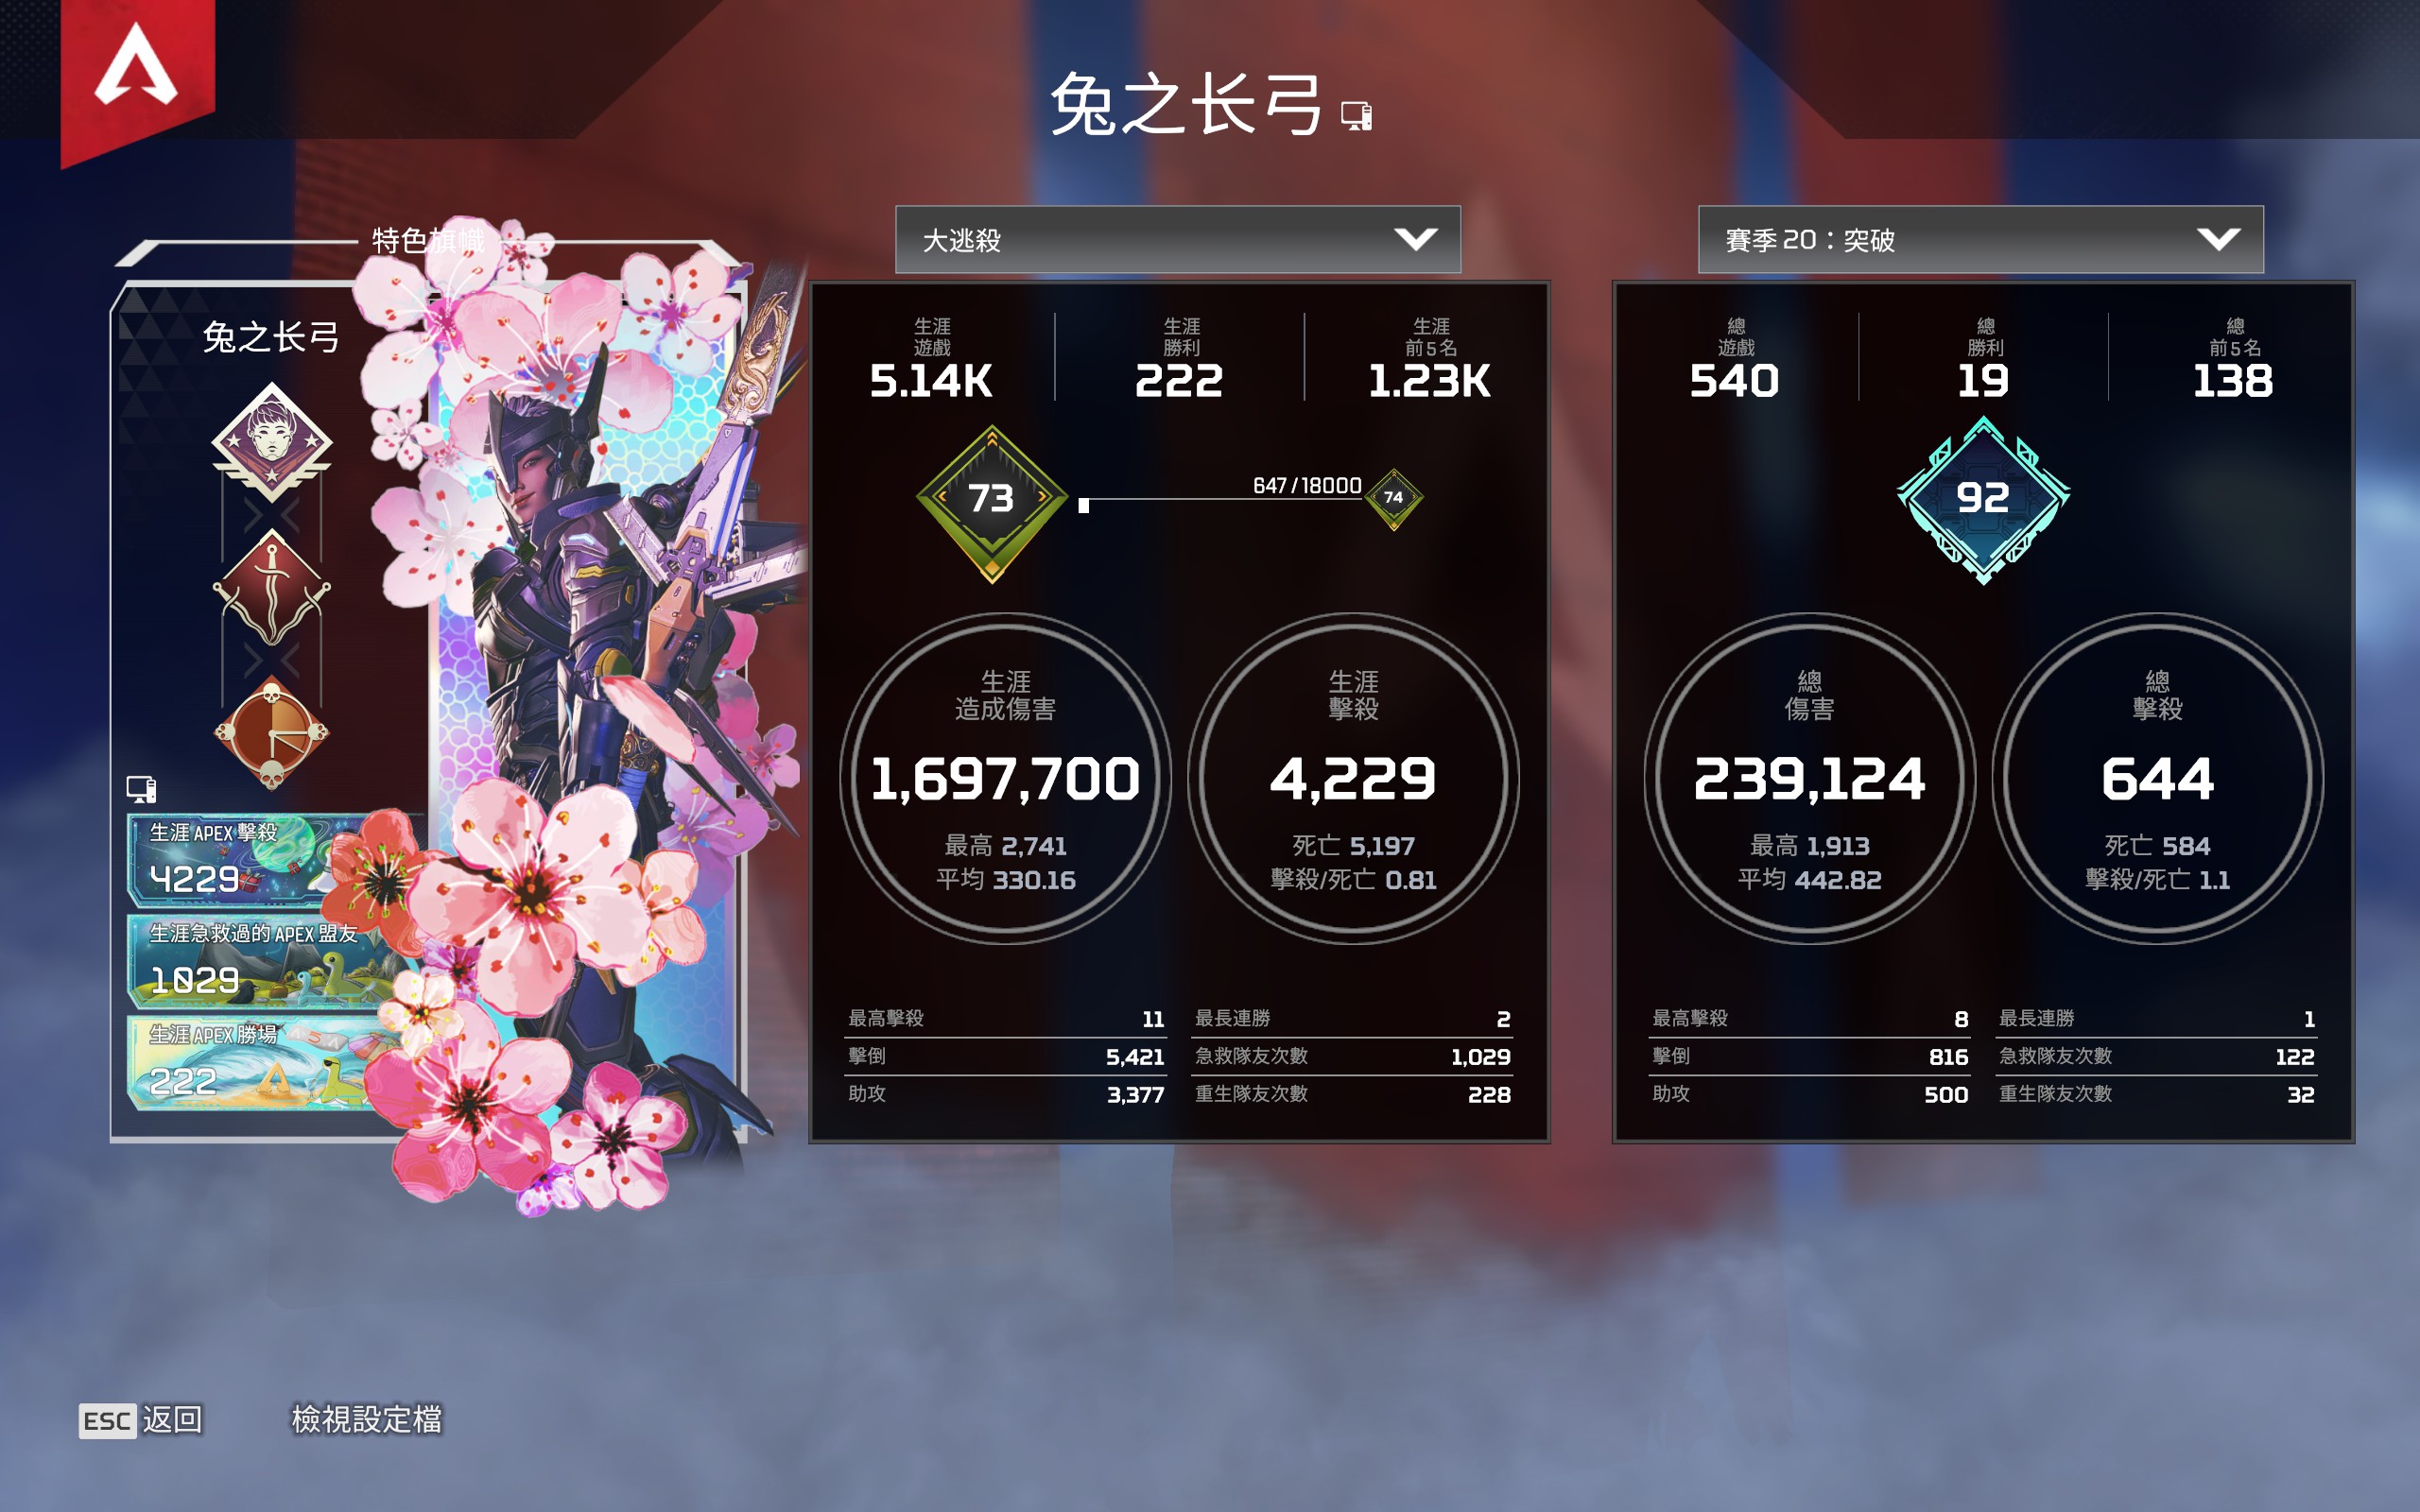 兔之长弓
特色旗幟
兔之长弓
生涯 APEX 擊殺
4229
生涯急救過的 APEX 盟友
1029
生涯 APEX 勝場
222
大逃殺
生涯
遊戲
5.14K
生涯
勝利
222
生涯
前5名
1.23K
73
647/18000
74
生涯
造成傷害
1,697,700
最高 2,741
平均 330.16
生涯
擊殺
4,229
死亡 5,197
擊殺/死亡 0.81
最高擊殺 11
擊倒 5,421
助攻 3,377
最長連勝 2
急救隊友次數 1,029
重生隊友次數 228
賽季 20：突破
總
遊戲
540
總
勝利
19
總
前5名
138
92
總
傷害
239,124
最高 1,913
平均 442.82
總
擊殺
644
死亡 584
擊殺/死亡 1.1
最高擊殺 8
擊倒 816
助攻 500
最長連勝 1
急救隊友次數 122
重生隊友次數 32
ESC 返回
檢視設定檔